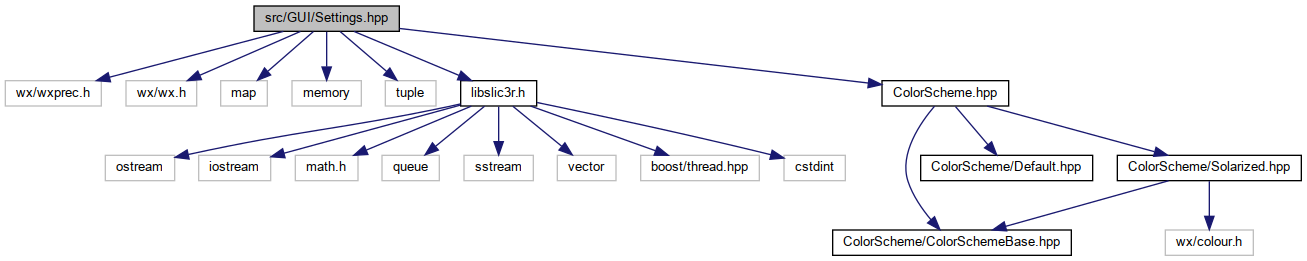 src/GUI/Settings.hpp
wx/wxprec.h
wx/wx.h
map
memory
tuple
libslic3r.h
ColorScheme.hpp
ostream
iostream
math.h
queue
sstream
vector
boost/thread.hpp
cstdint
ColorScheme/Default.hpp
ColorScheme/Solarized.hpp
ColorScheme/ColorSchemeBase.hpp
wx/colour.h